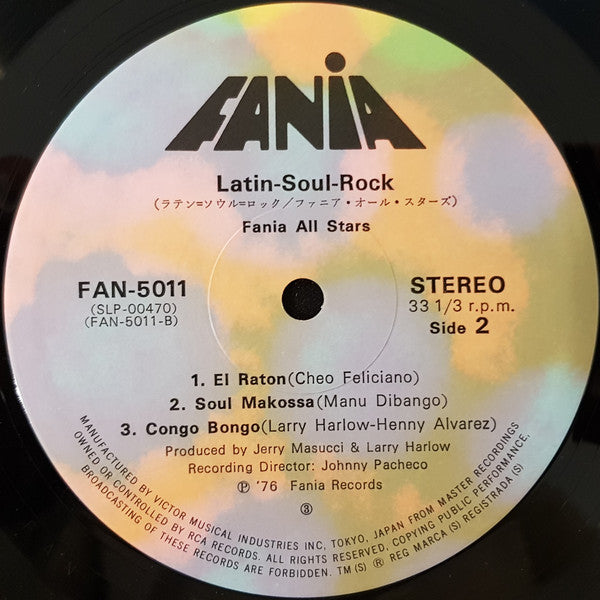 FANiA
Latin-Soul-Rock
(ラテン=ソウル=ロック／ファニア・オール・スターズ)
Fania All Stars
FAN-5011
(SLP-00470)
(FAN-5011-B)
STEREO
33 1/3 r.p.m.
Side 2
1. El Raton(Cheo Feliciano)
2. Soul Makossa(Manu Dibango)
3. Congo Bongo(Larry Harlow-Henny Alvarez)
Produced by Jerry Masucci & Larry Harlow
Recording Director: Johnny Pacheco
Ⓟ '76 Fania Records
③
MANUFACTURED BY VICTOR MUSICAL INDUSTRIES INC, TOKYO, JAPAN FROM MASTER RECORDINGS
OWNED OR CONTROLLED BY RCA RECORDS. UNAUTHORIZED, COPYING PUBLIC PERFORMANCE,
BROADCASTING OF THESE RECORDS ARE FORBIDDEN. TM(S) ® REG MARCA (S) REGISTRADA (S)